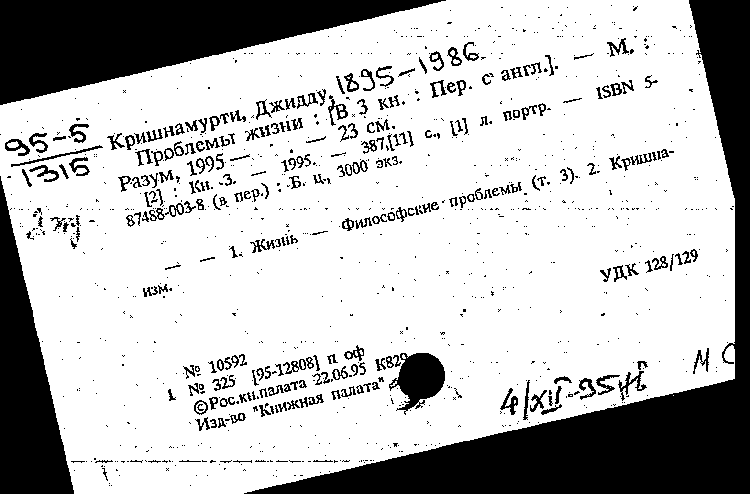 95-5
1315
Кришнамурти, Джидду, 1895-1986
Проблемы жизни : [В 3 кн. : Пер. с англ.]. — М. :
Разум, 1995 — . . — 23 см.
[2] : Кн. 3. — 1995. — 387,[11] с., [1] л. портр. — ISBN 5-
87488-003-8 (в пер.) : Б. ц., 3000 экз.
— — 1. Жизнь — Философские проблемы (т. 3). 2. Кришна-
изм.
УДК 128/129
№ 10592
1 № 325 [95-12808] п оф
©Рос.кн.палата 22.06.95 К829
Изд-во "Книжная палата"
4/XII-95
М С